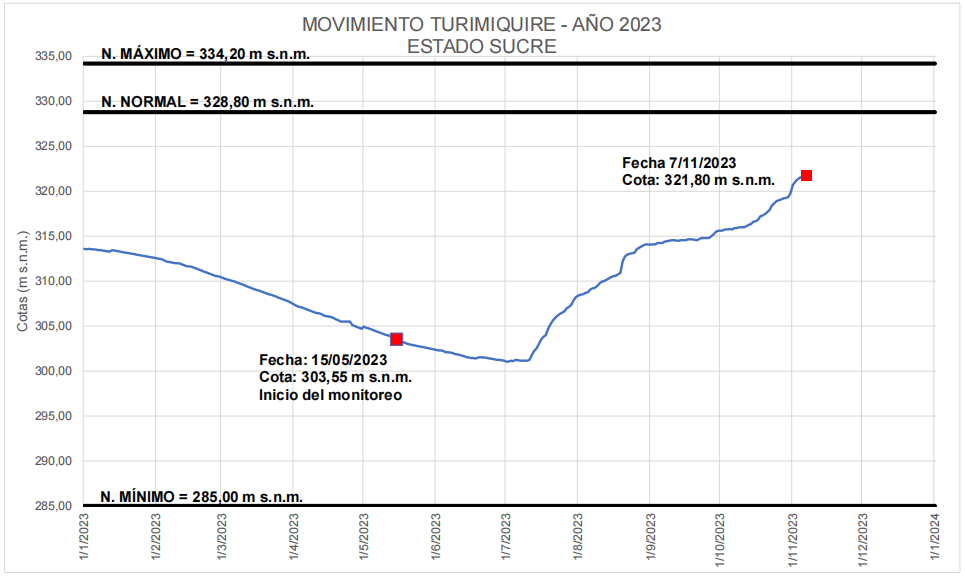 MOVIMIENTO TURIMIQUIRE - AÑO 2023
ESTADO SUCRE
335,00
N. MÁXIMO = 334,20 m s.n.m.
330,00
N. NORMAL = 328,80 m s.n.m.
325,00
Fecha 7/11/2023
Cota: 321,80 m s.n.m.
320,00
315,00
310,00
305,00
Fecha: 15/05/2023
Cota: 303,55 m s.n.m.
Inicio del monitoreo
300,00
295,00
290,00
N. MÍNIMO = 285,00 m s.n.m.
285,00
Cotas (m s.n.m.)
1/1/2023
1/2/2023
1/3/2023
1/4/2023
1/5/2023
1/6/2023
1/7/2023
1/8/2023
1/9/2023
1/10/2023
1/11/2023
1/12/2023
1/1/2024